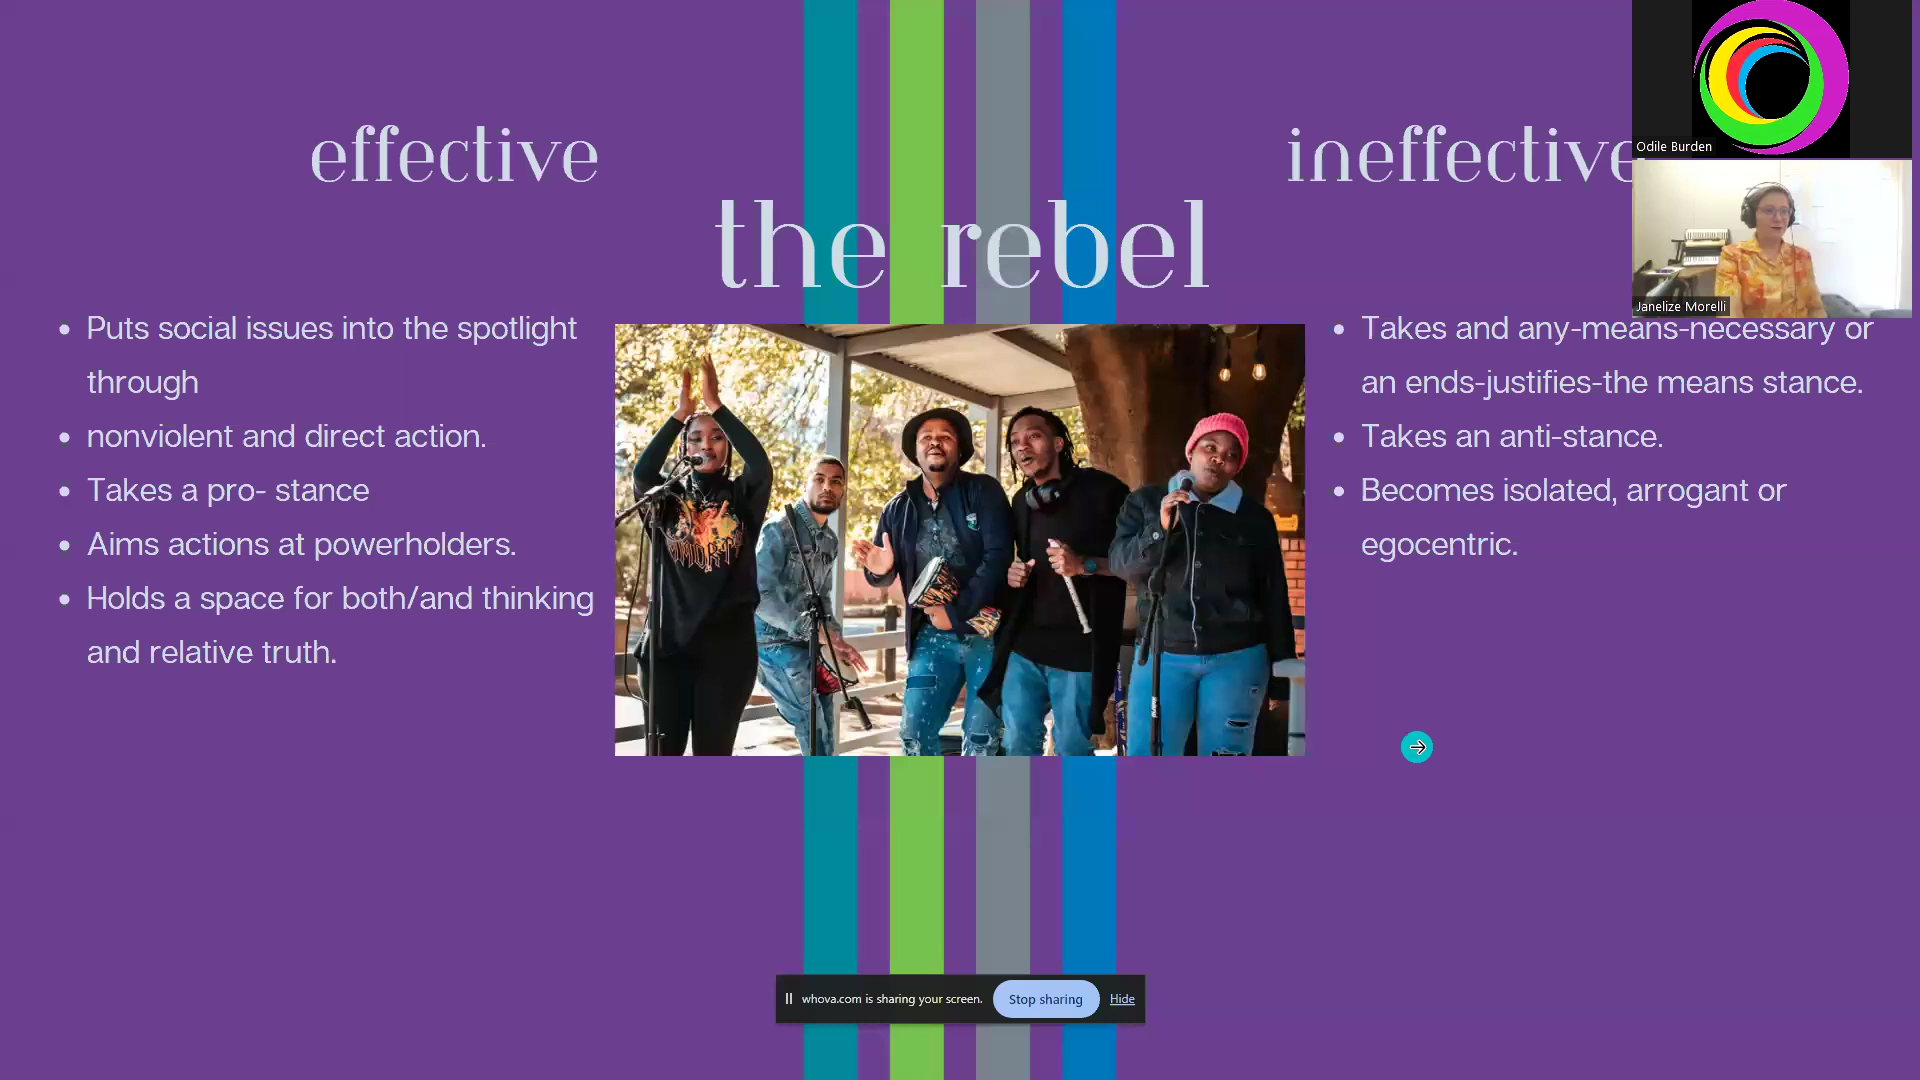 effective
ineffective
the rebel
• Puts social issues into the spotlight
through
• nonviolent and direct action.
• Takes a pro- stance
• Aims actions at powerholders.
• Holds a space for both/and thinking
and relative truth.
• Takes and any-means-necessary or
an ends-justifies-the means stance.
• Takes an anti-stance.
• Becomes isolated, arrogant or
egocentric.
Odile Burden
Janelize Morelli
whova.com is sharing your screen. Stop sharing Hide